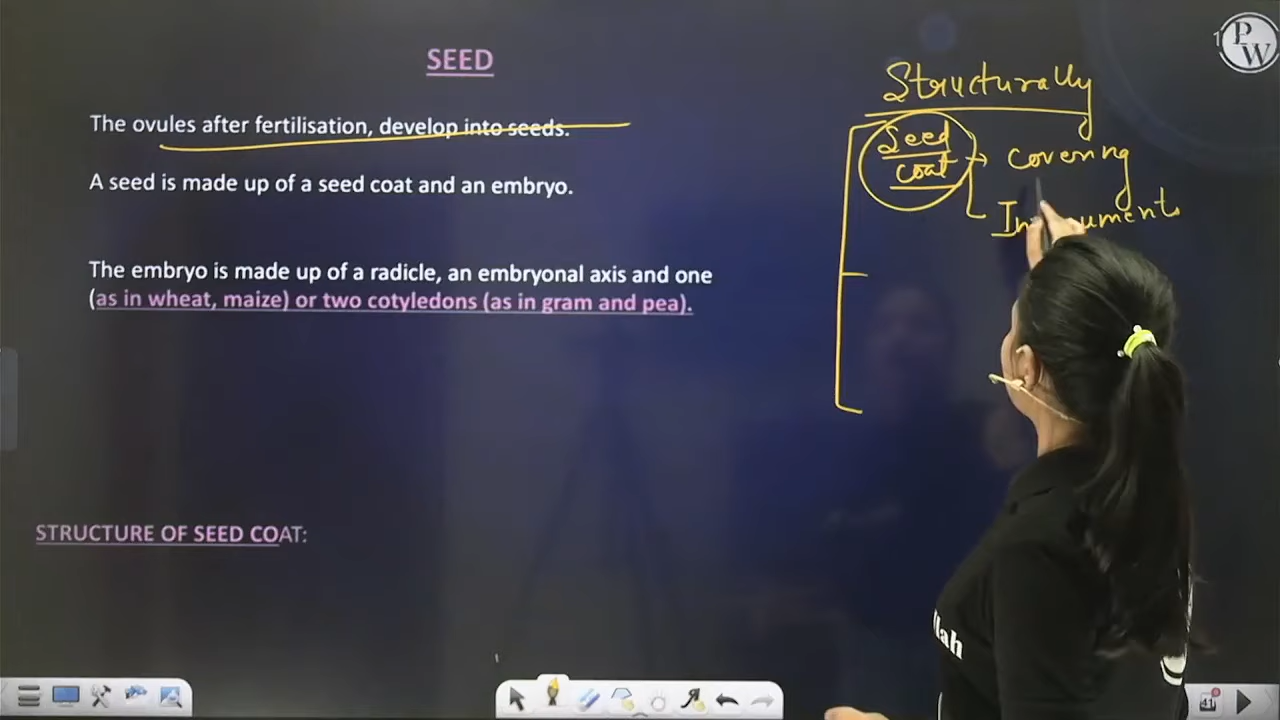 SEED
The ovules after fertilisation, develop into seeds.
A seed is made up of a seed coat and an embryo.
The embryo is made up of a radicle, an embryonal axis and one
(as in wheat, maize) or two cotyledons (as in gram and pea).
STRUCTURE OF SEED COAT:
Structurally
Seed
coat
covering
PW
lah
41